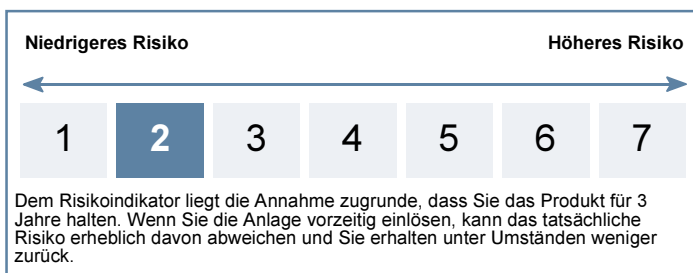 Niedrigeres Risiko Höheres Risiko
1 2 3 4 5 6 7
Dem Risikoindikator liegt die Annahme zugrunde, dass Sie das Produkt für 3
Jahre halten. Wenn Sie die Anlage vorzeitig einlösen, kann das tatsächliche
Risiko erheblich davon abweichen und Sie erhalten unter Umständen weniger
zurück.